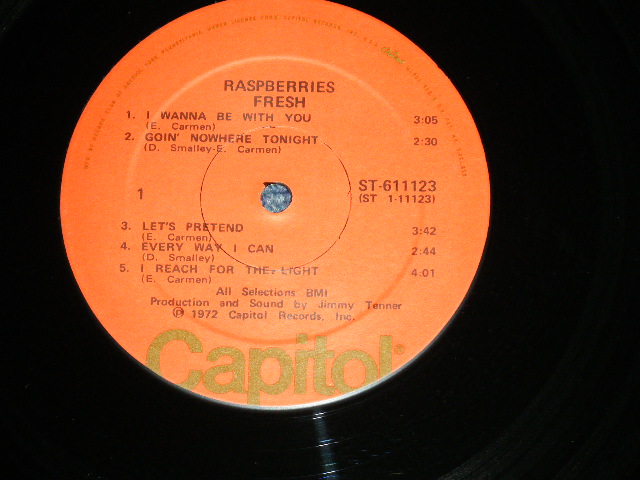 RASPBERRIES
FRESH
1. I WANNA BE WITH YOU 3:05
(E. Carmen)
2. GOIN' NOWHERE TONIGHT 2:30
(D. Smalley-E. Carmen)
1
ST-611123
(ST 1-11123)
3. LET'S PRETEND 3:42
(E. Carmen)
4. EVERY WAY I CAN 2:44
(D. Smalley)
5. I REACH FOR THE LIGHT 4:01
(E. Carmen)
All Selections BMI
Production and Sound by Jimmy Tenner
Ⓟ 1972 Capitol Records, Inc.
Capitol®